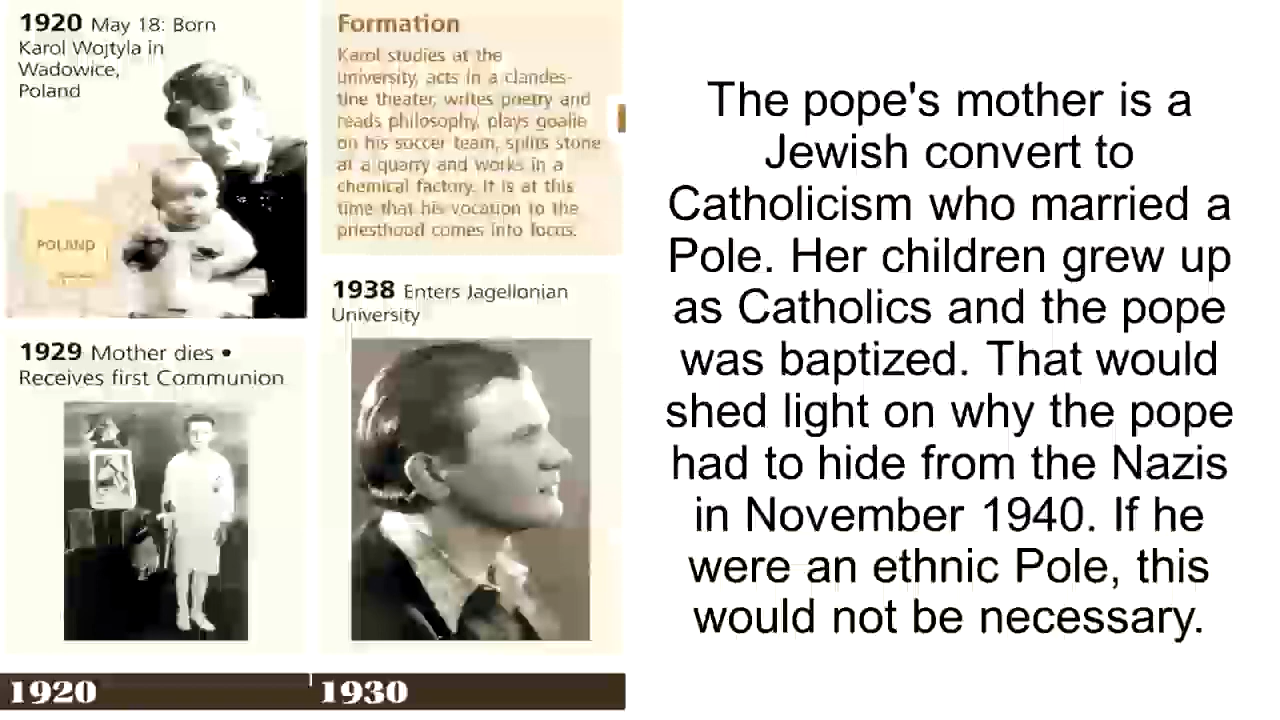 1920 May 18: Born
Karol Wojtyla in
Wadowice,
Poland
POLAND
1929 Mother dies •
Receives first Communion
Formation
Karol studies at the
university, acts in a clandes-
tine theater, writes poetry and
reads philosophy, plays goalie
on his soccer team, splits stone
at a quarry and works in a
chemical factory. It is at this
time that his vocation to the
priesthood comes into focus.
1938 Enters Jagellonian
University
1920
1930
The pope's mother is a
Jewish convert to
Catholicism who married a
Pole. Her children grew up
as Catholics and the pope
was baptized. That would
shed light on why the pope
had to hide from the Nazis
in November 1940. If he
were an ethnic Pole, this
would not be necessary.